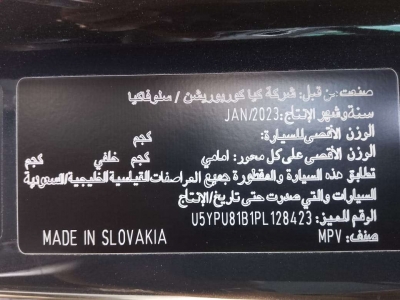 صنعت من قبل: شركة كيا كوربوريشن / سلوفاكيا
سنة وشهر الإنتاج: JAN/2023
الوزن الأقصى للسيارة: كجم
الوزن الأقصى على كل محور: امامي كجم خلفي كجم
تطابق هذه السيارة و المقطورة جميع المواصفات القياسية الخليجية/السعودية
السيارات والتي صدرت حتى تاريخ/الإنتاج
الرقم المميز: U5YPU81B1PL128423
صنف: MPV
MADE IN SLOVAKIA